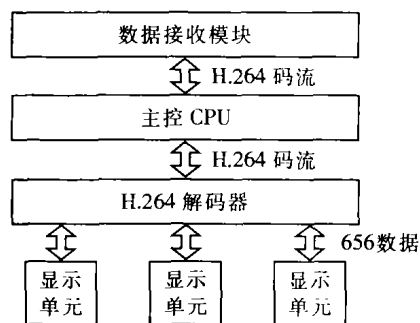 数据接收模块
H.264 码流
主控 CPU
H.264 码流
H.264 解码器
656数据
显示
单元
显示
单元
显示
单元